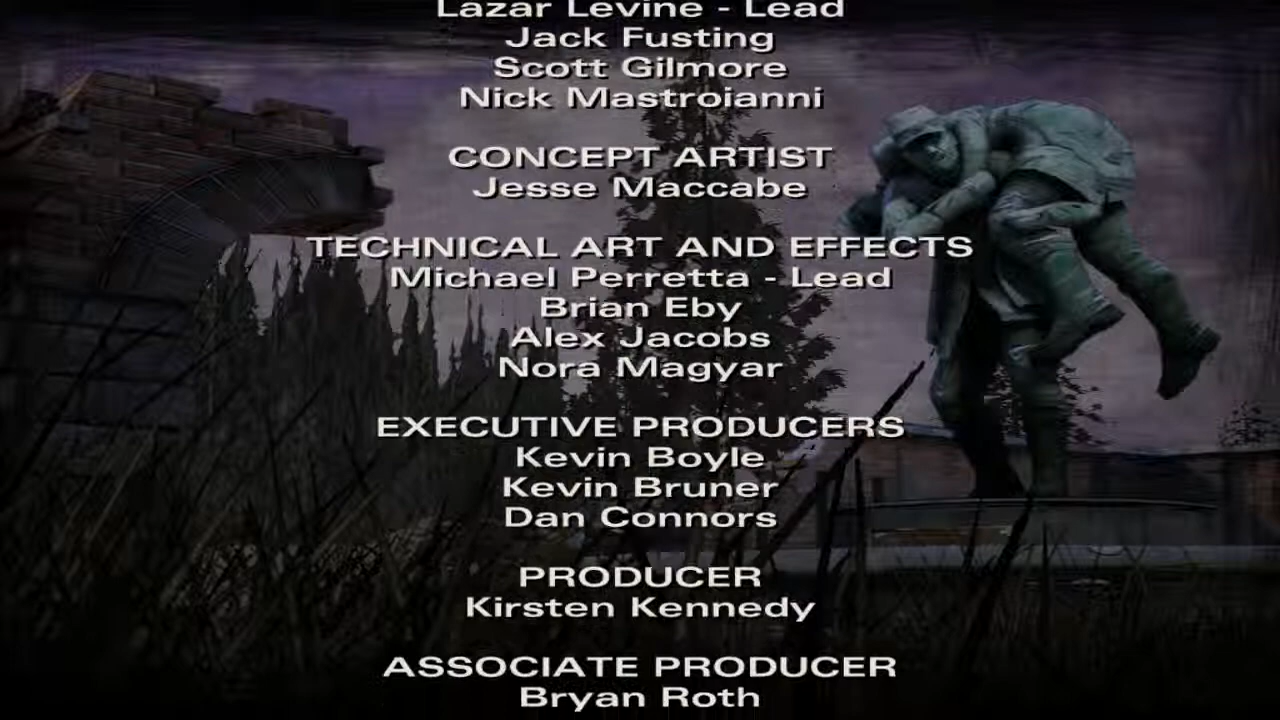 Lazar Levine - Lead
Jack Fusting
Scott Gilmore
Nick Mastroianni
CONCEPT ARTIST
Jesse Maccabe
TECHNICAL ART AND EFFECTS
Michael Perretta - Lead
Brian Eby
Alex Jacobs
Nora Magyar
EXECUTIVE PRODUCERS
Kevin Boyle
Kevin Bruner
Dan Connors
PRODUCER
Kirsten Kennedy
ASSOCIATE PRODUCER
Bryan Roth